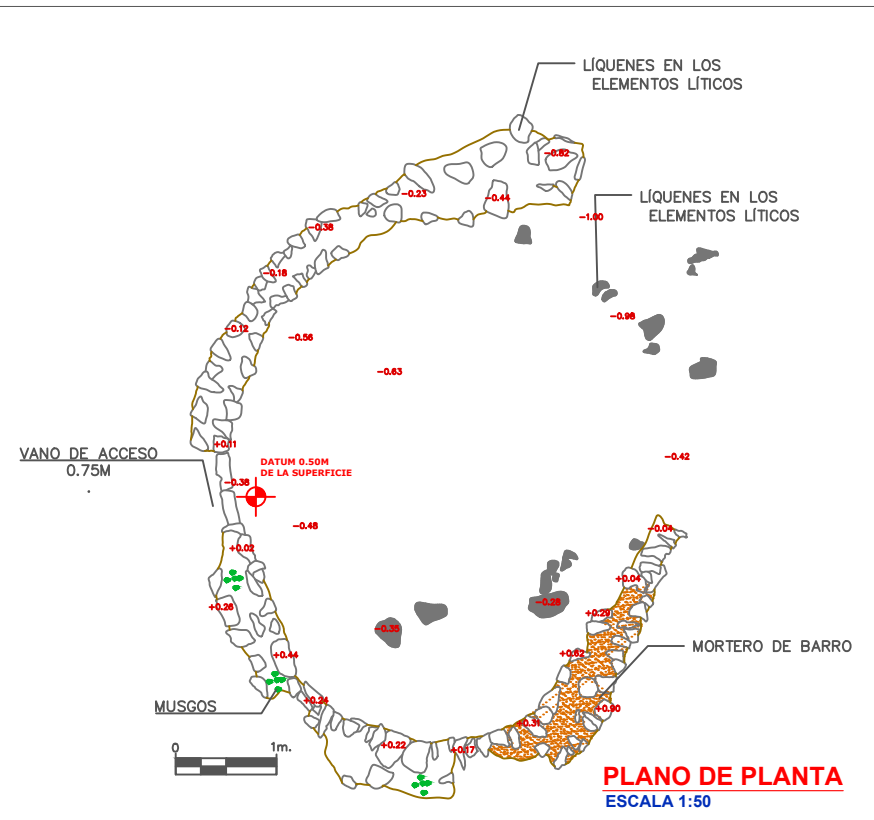 LÍQUENES EN LOS
ELEMENTOS LÍTICOS
-0.82
-0.23
-0.44
LÍQUENES EN LOS
ELEMENTOS LÍTICOS
-1.00
-0.38
-0.18
-0.98
-0.12
-0.56
-0.63
+0.11
VANO DE ACCESO
0.75M
-0.42
DATUM 0.50M
DE LA SUPERFICIE
-0.38
-0.48
-0.04
+0.02
+0.04
+0.26
-0.28
+0.29
-0.35
+0.44
+0.62
MORTERO DE BARRO
MUSGOS
+0.24
+0.90
+0.31
+0.22
+0.17
0
1m.
PLANO DE PLANTA
ESCALA 1:50